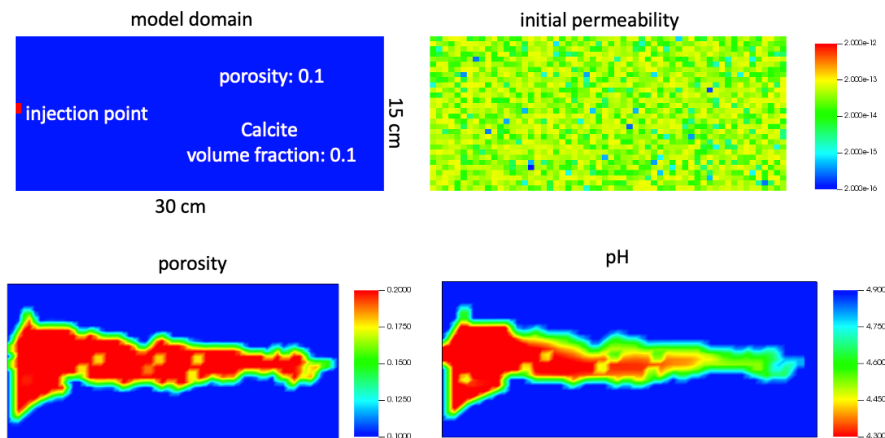 model domain
initial permeability
porosity: 0.1
injection point
Calcite
volume fraction: 0.1
15 cm
30 cm
2.000e-12
2.000e-13
2.000e-14
2.000e-15
2.000e-16
porosity
pH
0.2000
0.1750
0.1500
0.1250
0.1000
4.900
4.750
4.600
4.450
4.300